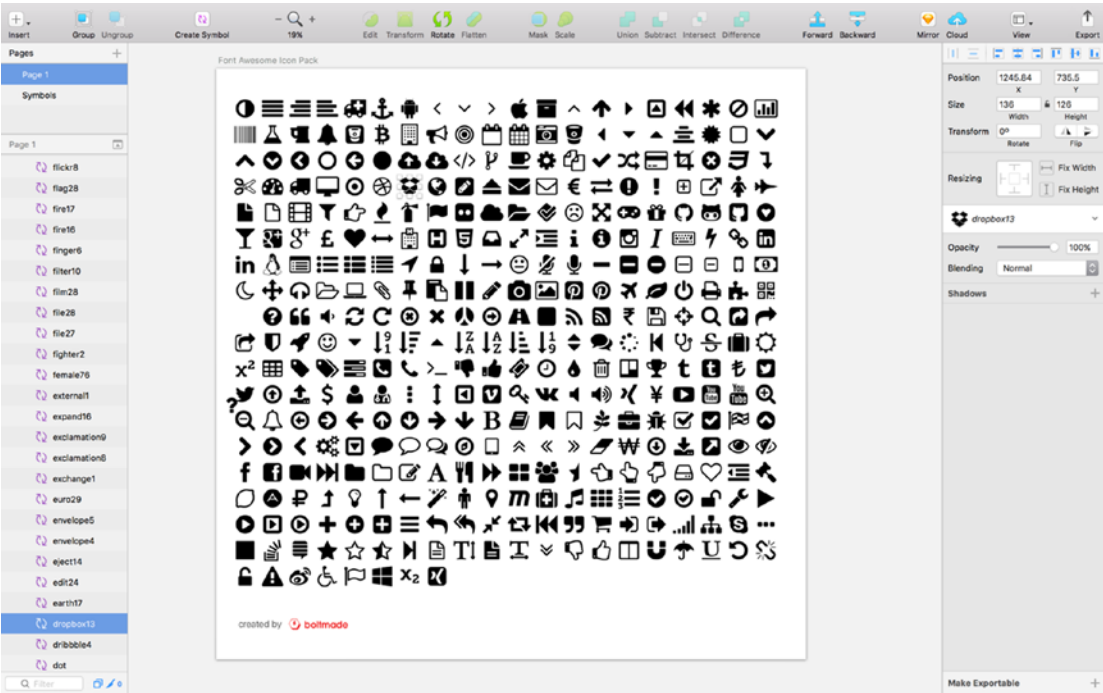 Insert Group Ungroup Create Symbol 19% Edit Transform Rotate Flatten Mask Scale Union Subtract Intersect Difference Forward Backward Mirror Cloud View Export
Pages
Page 1
Symbols
Page 1
flickr8
flag28
fire17
fire16
finger6
filter10
film28
file28
file27
fighter2
female76
external1
expand16
exclamation9
exclamation8
exchange1
euro29
envelope5
envelope4
eject14
edit24
earth17
dropbox13
dribbble4
dot
Filter
Font Awesome Icon Pack
created by boltmade
Position 1245.84 735.5
X Y
Size 136 126
Width Height
Transform 0º
Rotate Flip
Resizing Fix Width
Fix Height
dropbox13
Opacity 100%
Blending Normal
Shadows
Make Exportable